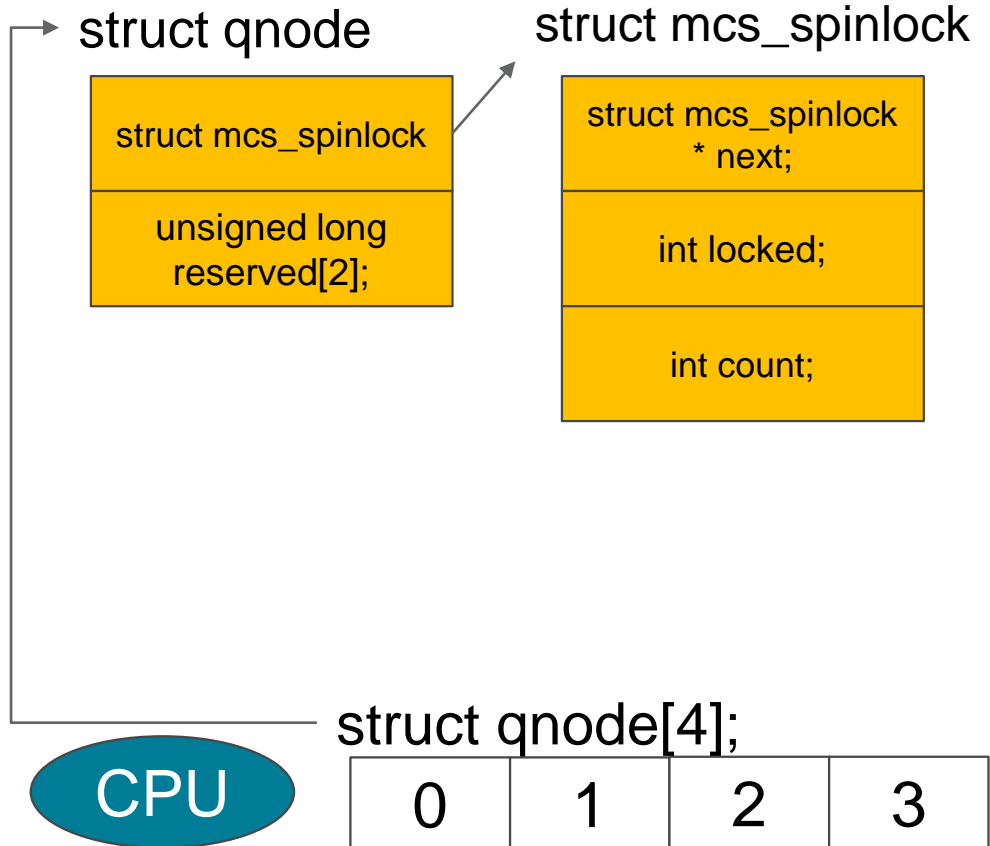 struct qnode
struct mcs_spinlock
struct mcs_spinlock
unsigned long
reserved[2];
struct mcs_spinlock
* next;
int locked;
int count;
struct qnode[4];
CPU
0 1 2 3